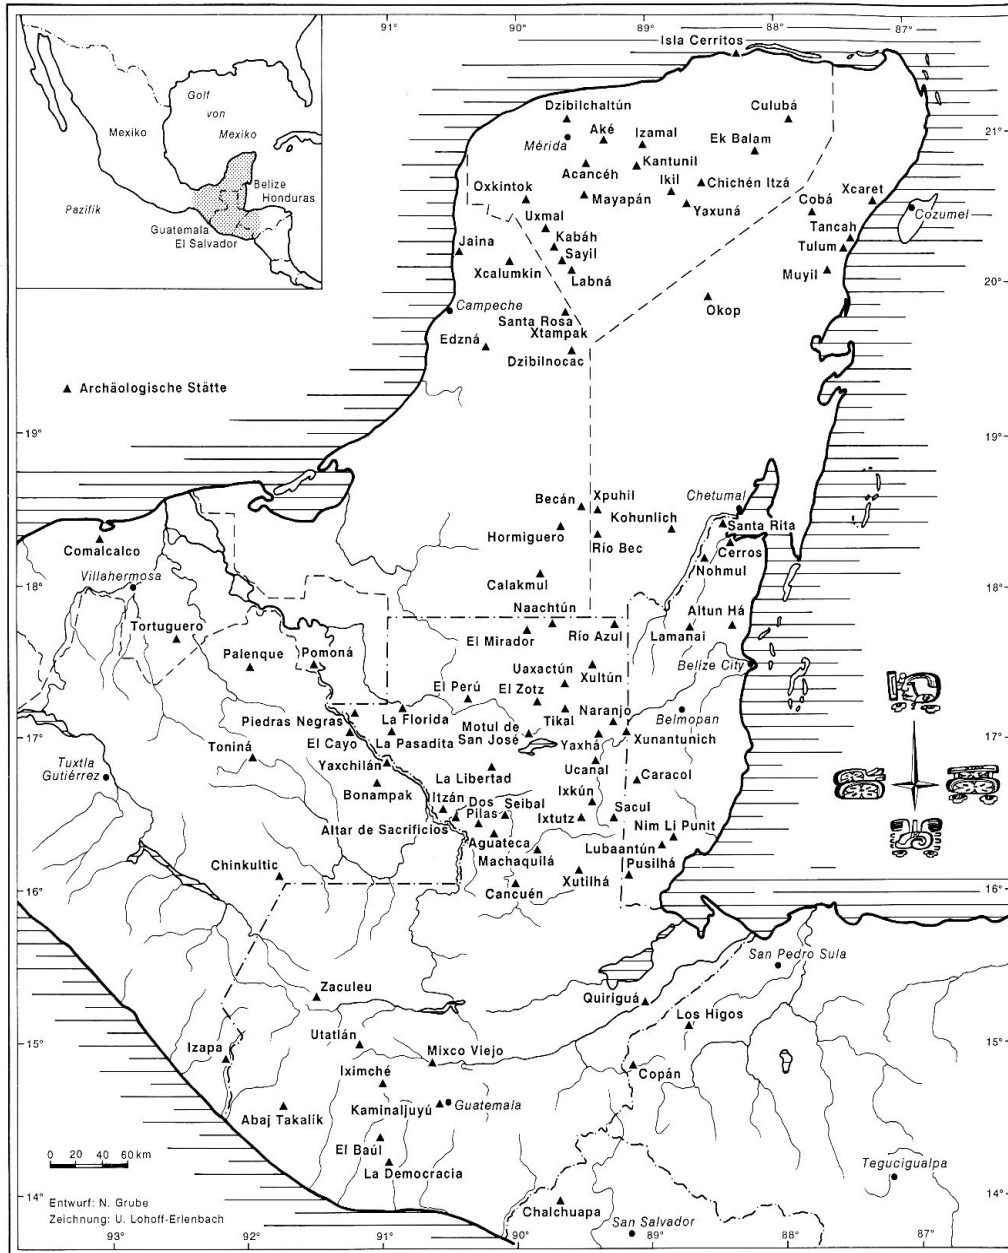 91°
90°
89°
88°
87°
Isla Cerritos
Golf
von
Mexiko
Mexiko
Pazifik
Belize
Honduras
Guatemala
El Salvador
Dzibilchaltún
Culubá
21°
Mérida
Aké
Izamal
Ek Balam
Acancéh
Kantunil
Oxkintok
Mayapán
Ikil
Chichén Itzá
Yaxuná
Xcaret
Cobá
Cozumel
Uxmal
Tancah
Jaina
Kabáh
Tulum
Sayil
Xcalumkin
Labná
Muyil
20°
Campeche
Okop
Santa Rosa
Xtampak
Edzná
Dzibilnocac
Archäologische Stätte
19°
19°
Becán
Xpuhil
Chetumal
Kohunlich
Santa Rita
Hormiguero
Río Bec
Cerros
Comalcalco
Nohmul
Villahermosa
Calakmul
18°
18°
Naachtún
Altun Há
Tortuguero
El Mirador
Río Azul
Lamanai
Palenque
Pomoná
Uaxactún
Belize City
Xultún
El Perú
El Zotz
Piedras Negras
La Florida
Tikal
Naranjo
Belmopan
Motul de
San José
17°
17°
El Cayo
La Pasadita
Yaxhá
Xunantunich
Toniná
Tuxtla
Gutiérrez
Yaxchilán
Ucanal
La Libertad
Caracol
Bonampak
Ixkún
Itzán
Dos
Pilas
Seibal
Sacul
Altar de Sacrificios
Ixtutz
Nim Li Punit
Aguateca
Lubaantún
Chinkultic
Machaquilá
Pusilhá
Cancuén
Xutilhá
16°
16°
San Pedro Sula
Zaculeu
Quiriguá
Los Higos
Utatlán
15°
15°
Izapa
Mixco Viejo
Copán
Iximché
Abaj Takalik
Kaminaljuyú
Guatemala
El Baúl
La Democracia
0 20 40 60 km
Tegucigalpa
14°
14°
Entwurf: N. Grube
Zeichnung: U. Lohoff-Erlenbach
Chalchuapa
San Salvador
93°
92°
91°
90°
89°
88°
87°